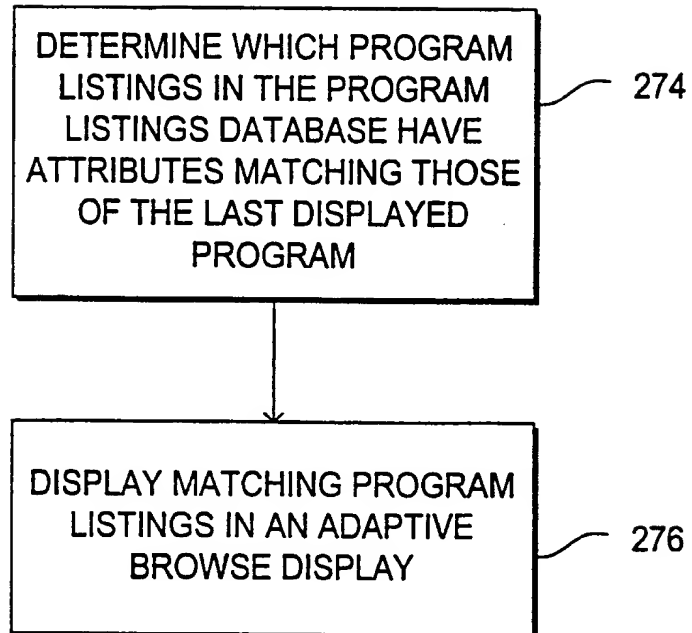 DETERMINE WHICH PROGRAM
LISTINGS IN THE PROGRAM
LISTINGS DATABASE HAVE
ATTRIBUTES MATCHING THOSE
OF THE LAST DISPLAYED
PROGRAM
274
DISPLAY MATCHING PROGRAM
LISTINGS IN AN ADAPTIVE
BROWSE DISPLAY
276